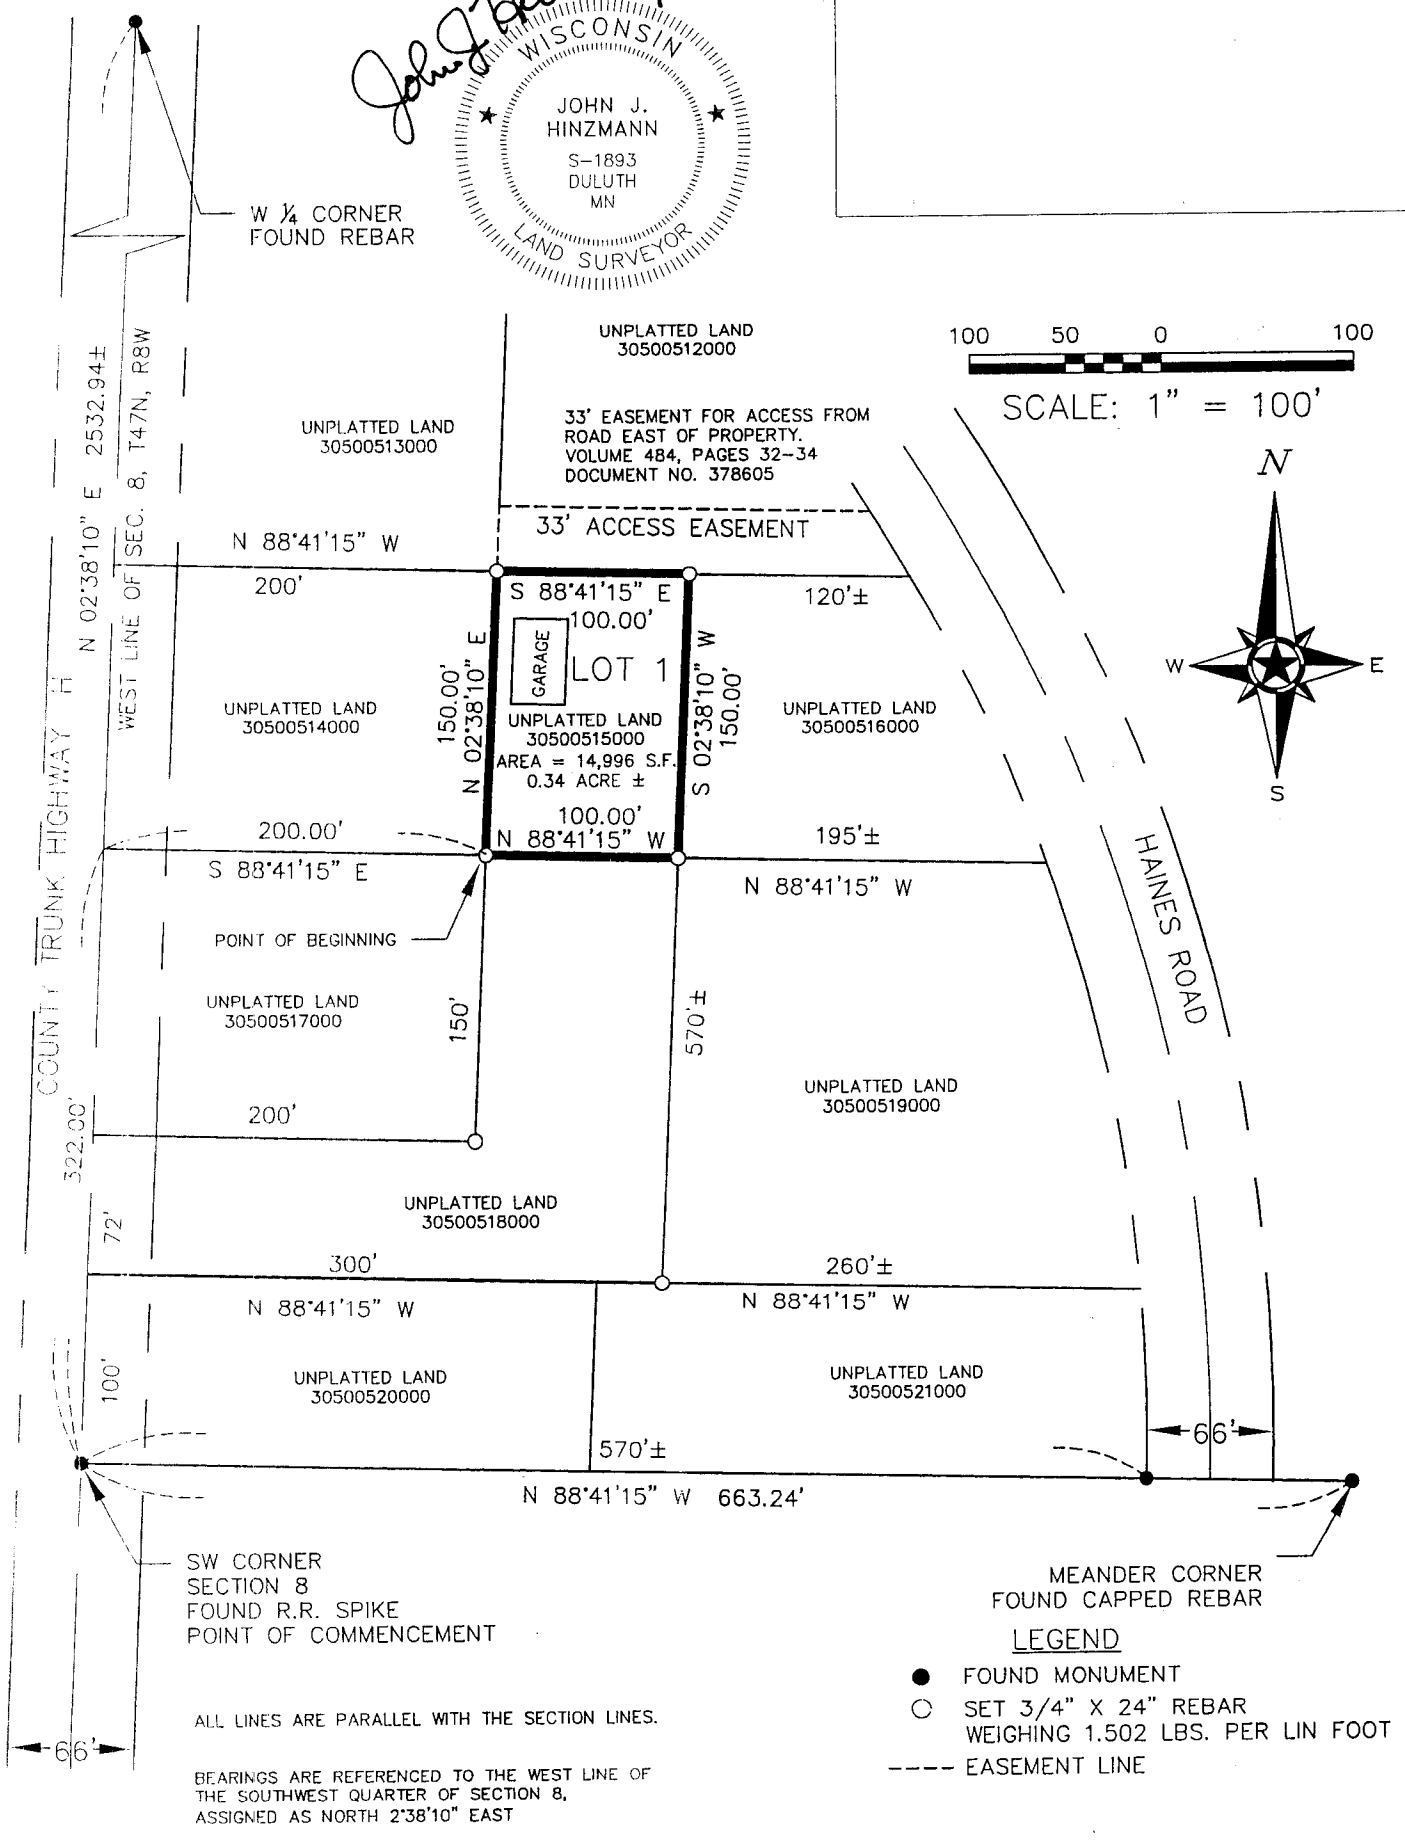 John J.
WISCONSIN
JOHN J.
HINZMANN
S-1893
DULUTH
MN
LAND SURVEYOR
W 1/4 CORNER
FOUND REBAR
UNPLATTED LAND
30500512000
100 50 0 100
SCALE: 1" = 100'
N
W E
S
33' EASEMENT FOR ACCESS FROM
ROAD EAST OF PROPERTY.
VOLUME 484, PAGES 32-34
DOCUMENT NO. 378605
UNPLATTED LAND
30500513000
N 02°38'10" E 2532.94±
WEST LINE OF SEC. 8, T47N, R8W
COUNTY TRUNK HIGHWAY H
33' ACCESS EASEMENT
N 88°41'15" W
200'
S 88°41'15" E
100.00'
120'±
GARAGE
LOT 1
150.00'
N 02°38'10" E
S 02°38'10" W
150.00'
UNPLATTED LAND
30500514000
UNPLATTED LAND
30500515000
AREA = 14,996 S.F.
0.34 ACRE ±
UNPLATTED LAND
30500516000
100.00'
N 88°41'15" W
200.00'
S 88°41'15" E
195'±
N 88°41'15" W
HAINES ROAD
POINT OF BEGINNING
UNPLATTED LAND
30500517000
150'
570'±
UNPLATTED LAND
30500519000
322.00'
200'
72'
UNPLATTED LAND
30500518000
300'
N 88°41'15" W
260'±
N 88°41'15" W
100'
UNPLATTED LAND
30500520000
UNPLATTED LAND
30500521000
66'
570'±
N 88°41'15" W 663.24'
SW CORNER
SECTION 8
FOUND R.R. SPIKE
POINT OF COMMENCEMENT
MEANDER CORNER
FOUND CAPPED REBAR
LEGEND
FOUND MONUMENT
SET 3/4" X 24" REBAR
WEIGHING 1.502 LBS. PER LIN FOOT
EASEMENT LINE
ALL LINES ARE PARALLEL WITH THE SECTION LINES.
66'
BEARINGS ARE REFERENCED TO THE WEST LINE OF
THE SOUTHWEST QUARTER OF SECTION 8,
ASSIGNED AS NORTH 2°38'10" EAST